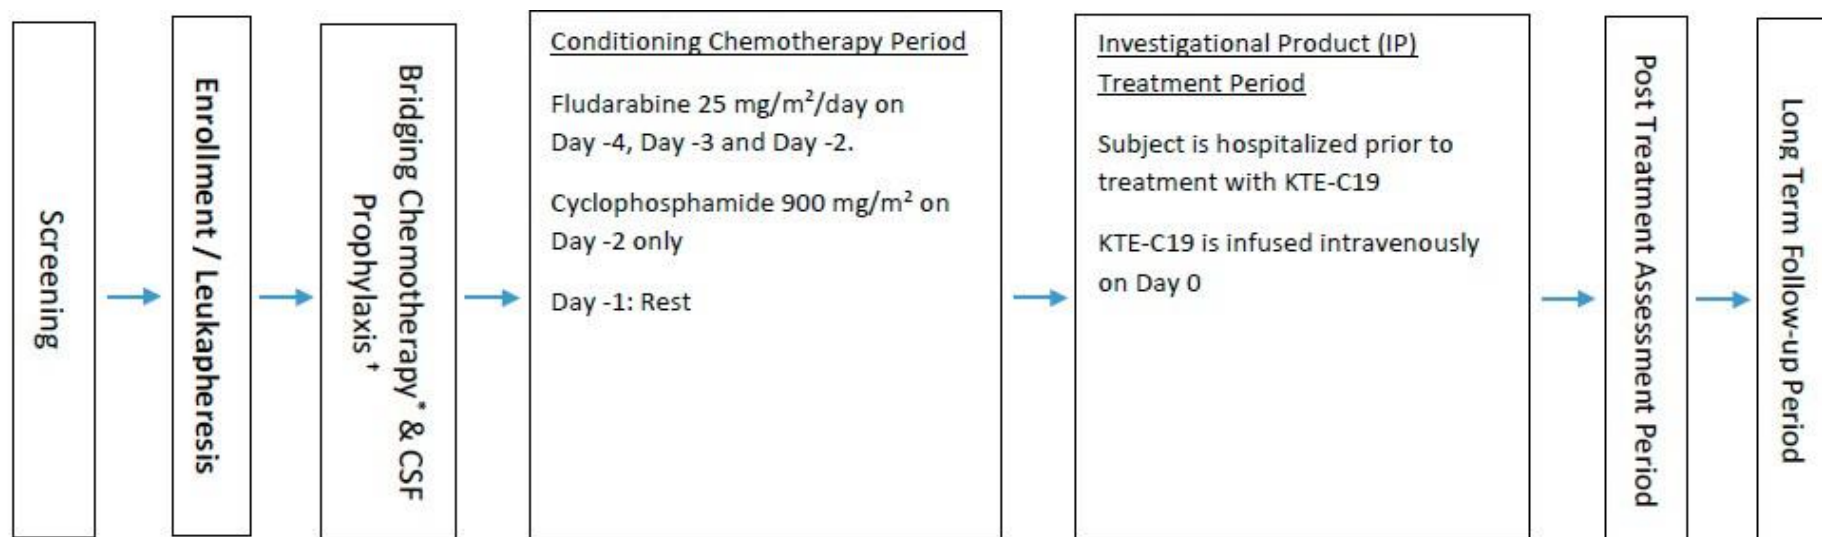 Screening
Enrollment / Leukapheresis
Bridging Chemotherapy* & CSF
Prophylaxis †
Conditioning Chemotherapy Period
Fludarabine 25 mg/m²/day on
Day -4, Day -3 and Day -2.
Cyclophosphamide 900 mg/m² on
Day -2 only
Day -1: Rest
Investigational Product (IP)
Treatment Period
Subject is hospitalized prior to
treatment with KTE-C19
KTE-C19 is infused intravenously
on Day 0
Post Treatment Assessment Period
Long Term Follow-up Period